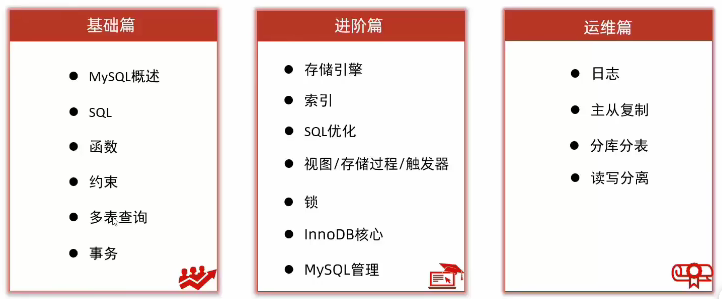 基础篇
MySQL概述
SQL
函数
约束
多表查询
事务
进阶篇
存储引擎
索引
SQL优化
视图/存储过程/触发器
锁
InnoDB核心
MySQL管理
运维篇
日志
主从复制
分库分表
读写分离